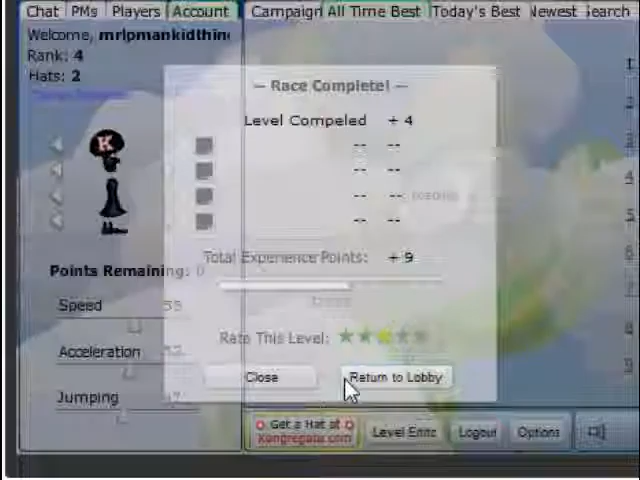 Chat PMs Players Account Campaign All Time Best Today's Best Newest Search
Welcome, mrlpmankidthin
Rank: 4
Hats: 2
-- Race Complete! --
Level Compeled + 4
-- --
-- --
-- --
-- --
Total Experience Points: + 9
Points Remaining: 0
Speed 55
Rate This Level:
Acceleration
Close Return to Lobby
Jumping
Get a Hat at
Kongregate.com
Level Editor Logout Options